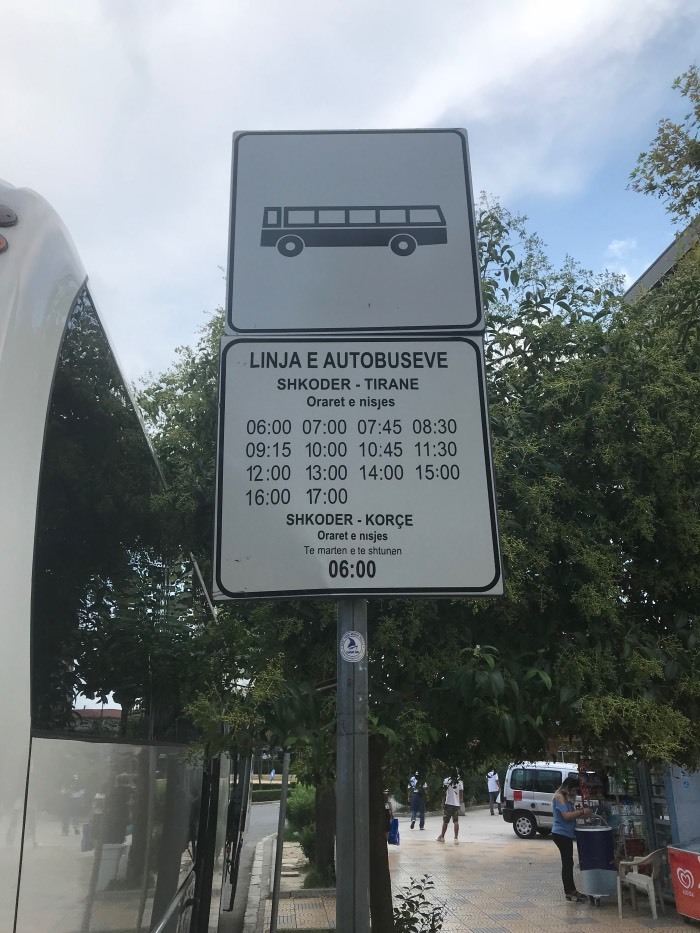 LINJA E AUTOBUSEVE
SHKODER - TIRANE
Oraret e nisjes
06:00 07:00 07:45 08:30
09:15 10:00 10:45 11:30
12:00 13:00 14:00 15:00
16:00 17:00
SHKODER - KORÇE
Oraret e nisjes
Te marten e te shtunen
06:00